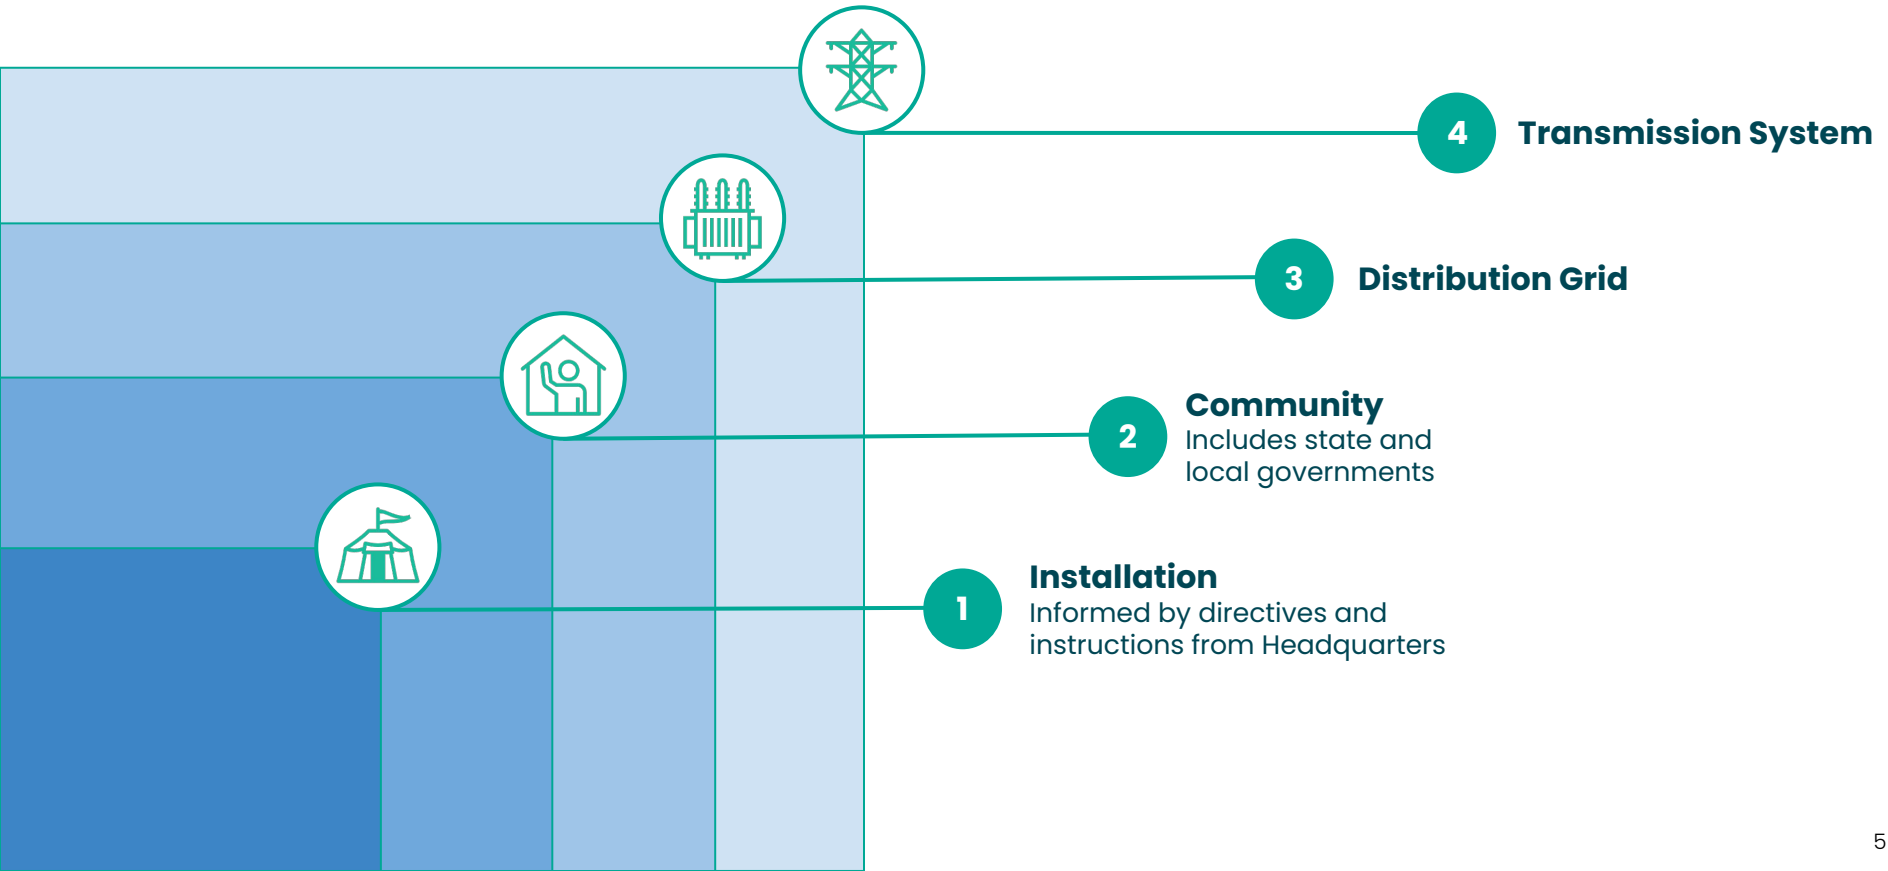 4 Transmission System
3 Distribution Grid
2 Community
Includes state and
local governments
1 Installation
Informed by directives and
instructions from Headquarters
5